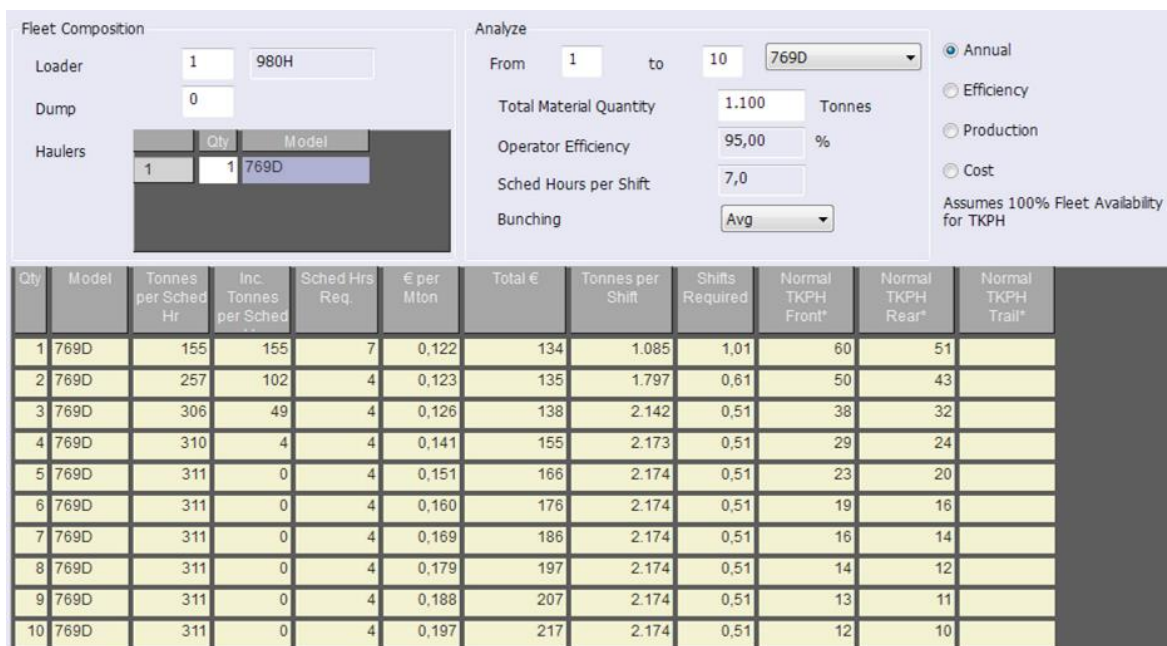 Fleet Composition
Loader 1 980H
Dump 0
Haulers
Qty Model
1 1 769D
Analyze
From 1 to 10 769D
Total Material Quantity 1.100 Tonnes
Operator Efficiency 95,00 %
Sched Hours per Shift 7,0
Bunching Avg
Annual
Efficiency
Production
Cost
Assumes 100% Fleet Availability
for TKPH
Qty Model Tonnes per Sched Hr Inc. Tonnes per Sched Sched Hrs Req. € per Mton Total € Tonnes per Shift Shifts Required Normal TKPH Front* Normal TKPH Rear* Normal TKPH Trail*
1 769D 155 155 7 0,122 134 1.085 1,01 60 51
2 769D 257 102 4 0,123 135 1.797 0,61 50 43
3 769D 306 49 4 0,126 138 2.142 0,51 38 32
4 769D 310 4 4 0,141 155 2.173 0,51 29 24
5 769D 311 0 4 0,151 166 2.174 0,51 23 20
6 769D 311 0 4 0,160 176 2.174 0,51 19 16
7 769D 311 0 4 0,169 186 2.174 0,51 16 14
8 769D 311 0 4 0,179 197 2.174 0,51 14 12
9 769D 311 0 4 0,188 207 2.174 0,51 13 11
10 769D 311 0 4 0,197 217 2.174 0,51 12 10